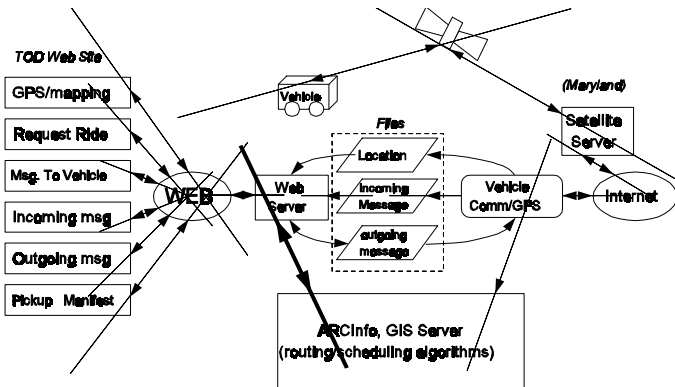 TOD Web Site
GPS/mapping
Request Ride
Msg. To Vehicle
Incoming msg
Outgoing msg
Pickup Manifest
WEB
Vehicle
Web
Server
Files
Location
Incoming
Message
outgoing
message
Vehicle
Comm/GPS
(Maryland)
Satellite
Server
Internet
ARCInfo, GIS Server
(routing/scheduling algorithms)